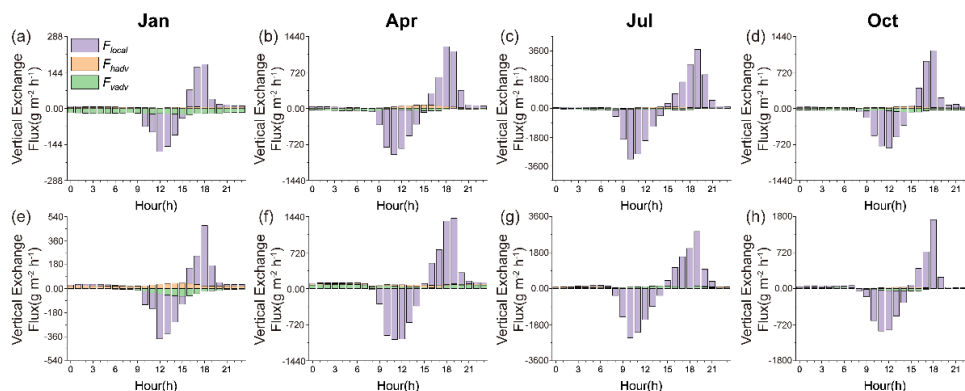 Jan
Apr
Jul
Oct
(a)
Vertical Exchange
Flux(g m⁻² h⁻¹)
288
144
0.00
-144
-288
F_local
F_hadv
F_vadv
0 3 6 9 12 15 18 21
Hour(h)
(b)
Vertical Exchange
Flux(g m⁻² h⁻¹)
1440
720
0.00
-720
-1440
0 3 6 9 12 15 18 21
Hour(h)
(c)
Vertical Exchange
Flux(g m⁻² h⁻¹)
3600
1800
0.00
-1800
-3600
0 3 6 9 12 15 18 21
Hour(h)
(d)
Vertical Exchange
Flux(g m⁻² h⁻¹)
1440
720
0.00
-720
-1440
0 3 6 9 12 15 18 21
Hour(h)
(e)
Vertical Exchange
Flux(g m⁻² h⁻¹)
540
360
180
0.00
-180
-360
-540
0 3 6 9 12 15 18 21
Hour(h)
(f)
Vertical Exchange
Flux(g m⁻² h⁻¹)
1440
720
0.00
-720
-1440
0 3 6 9 12 15 18 21
Hour(h)
(g)
Vertical Exchange
Flux(g m⁻² h⁻¹)
3600
1800
0.00
-1800
-3600
0 3 6 9 12 15 18 21
Hour(h)
(h)
Vertical Exchange
Flux(g m⁻² h⁻¹)
1440
720
0.00
-720
-1800
0 3 6 9 12 15 18 21
Hour(h)